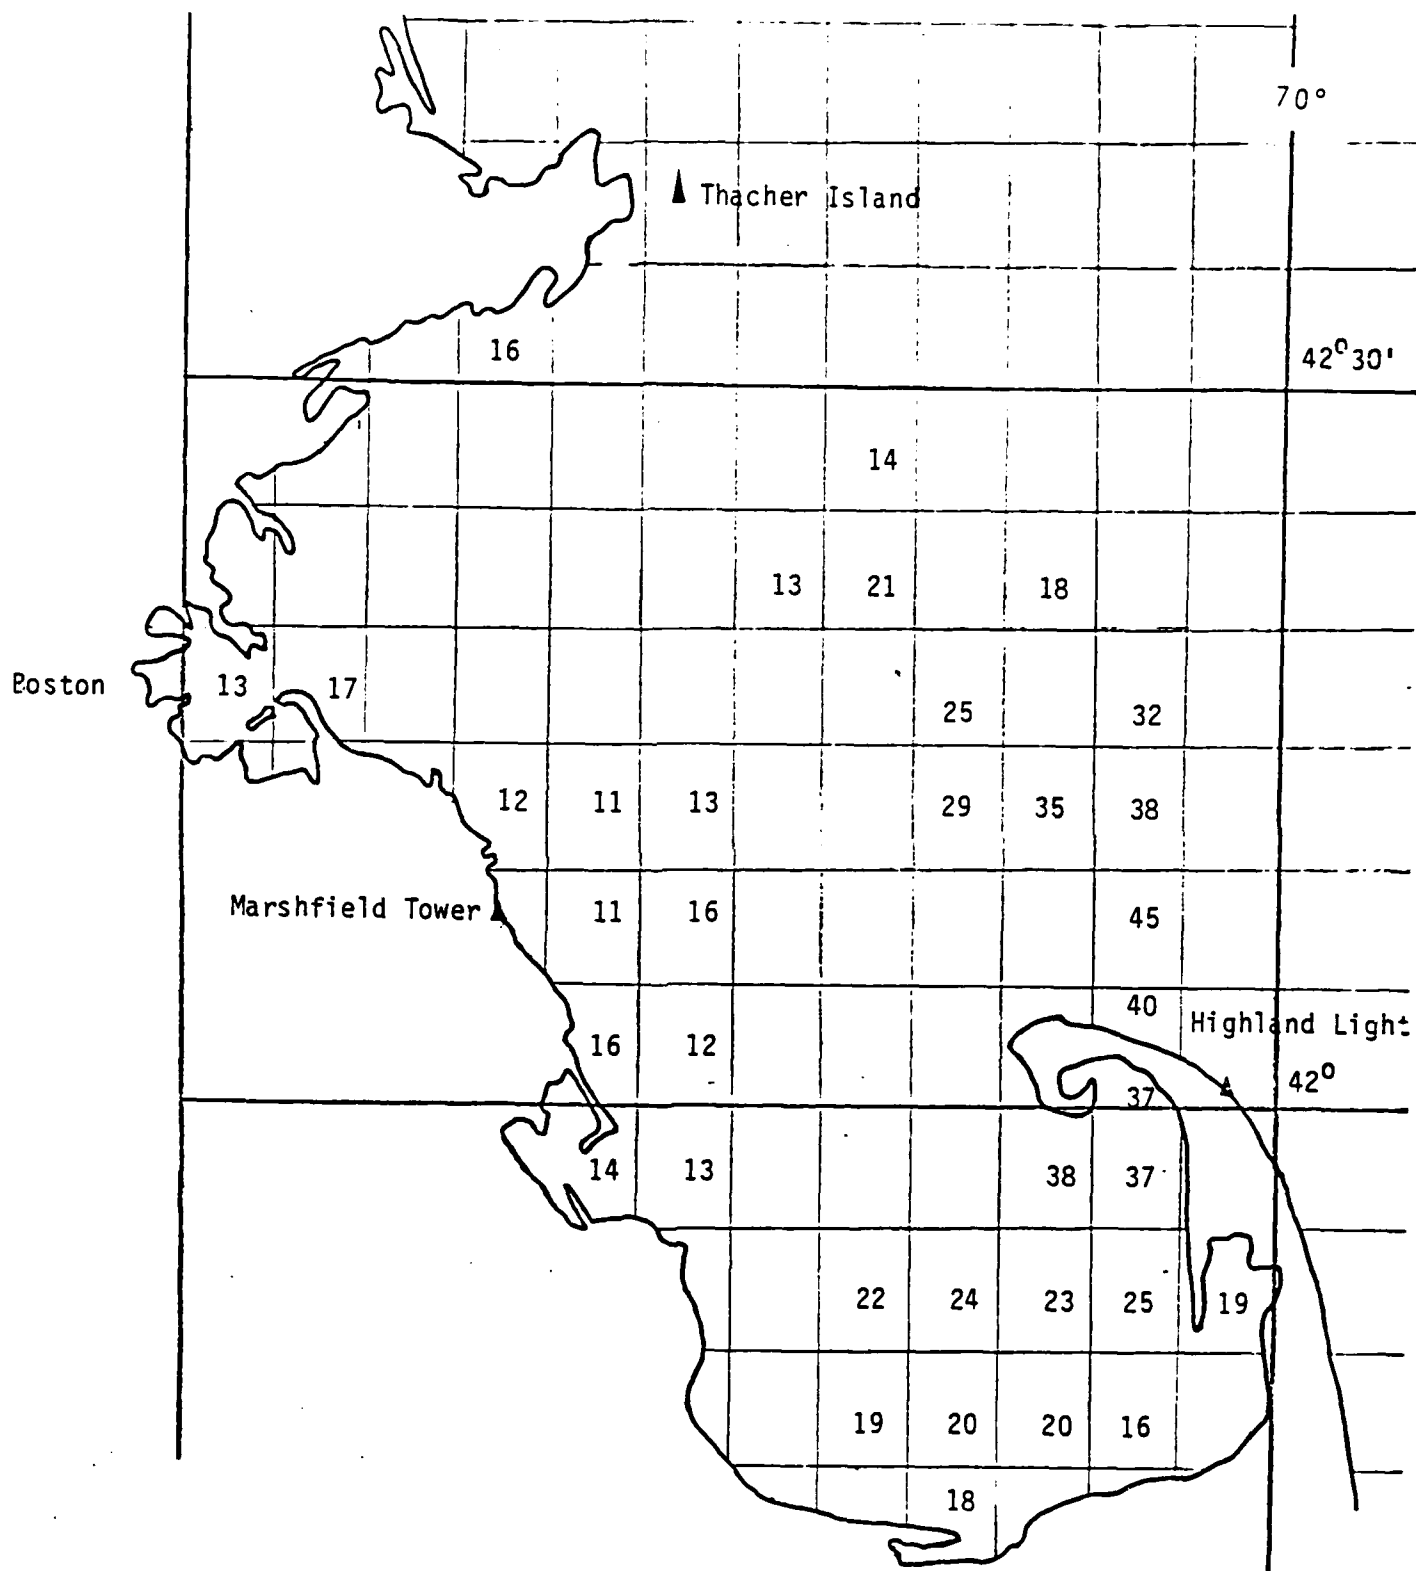 70°
Thacher Island
16
42° 30'
14
13 21 18
Boston 13 17
25 32
12 11 13 29 35 38
Marshfield Tower 11 16 45
40
Highland Light
16 12
42°
37
14 13 38 37
22 24 23 25 19
19 20 20 16
18